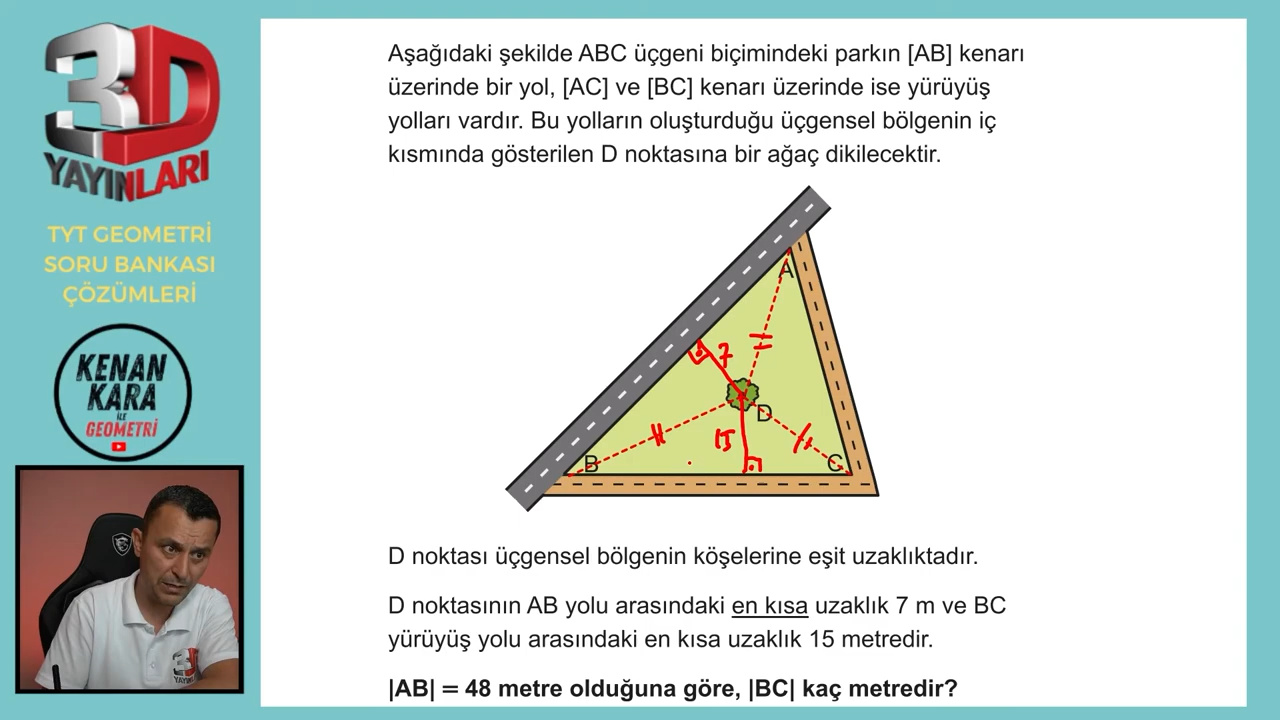 3D
YAYINLARI
TYT GEOMETRİ
SORU BANKASI
ÇÖZÜMLERİ
KENAN
KARA
İLE
GEOMETRİ
3D
Aşağıdaki şekilde ABC üçgeni biçimindeki parkın [AB] kenarı
üzerinde bir yol, [AC] ve [BC] kenarı üzerinde ise yürüyüş
yolları vardır. Bu yolların oluşturduğu üçgensel bölgenin iç
kısmında gösterilen D noktasına bir ağaç dikilecektir.
A
7
D
15
B
C
D noktası üçgensel bölgenin köşelerine eşit uzaklıktadır.
D noktasının AB yolu arasındaki en kısa uzaklık 7 m ve BC
yürüyüş yolu arasındaki en kısa uzaklık 15 metredir.
|AB| = 48 metre olduğuna göre, |BC| kaç metredir?